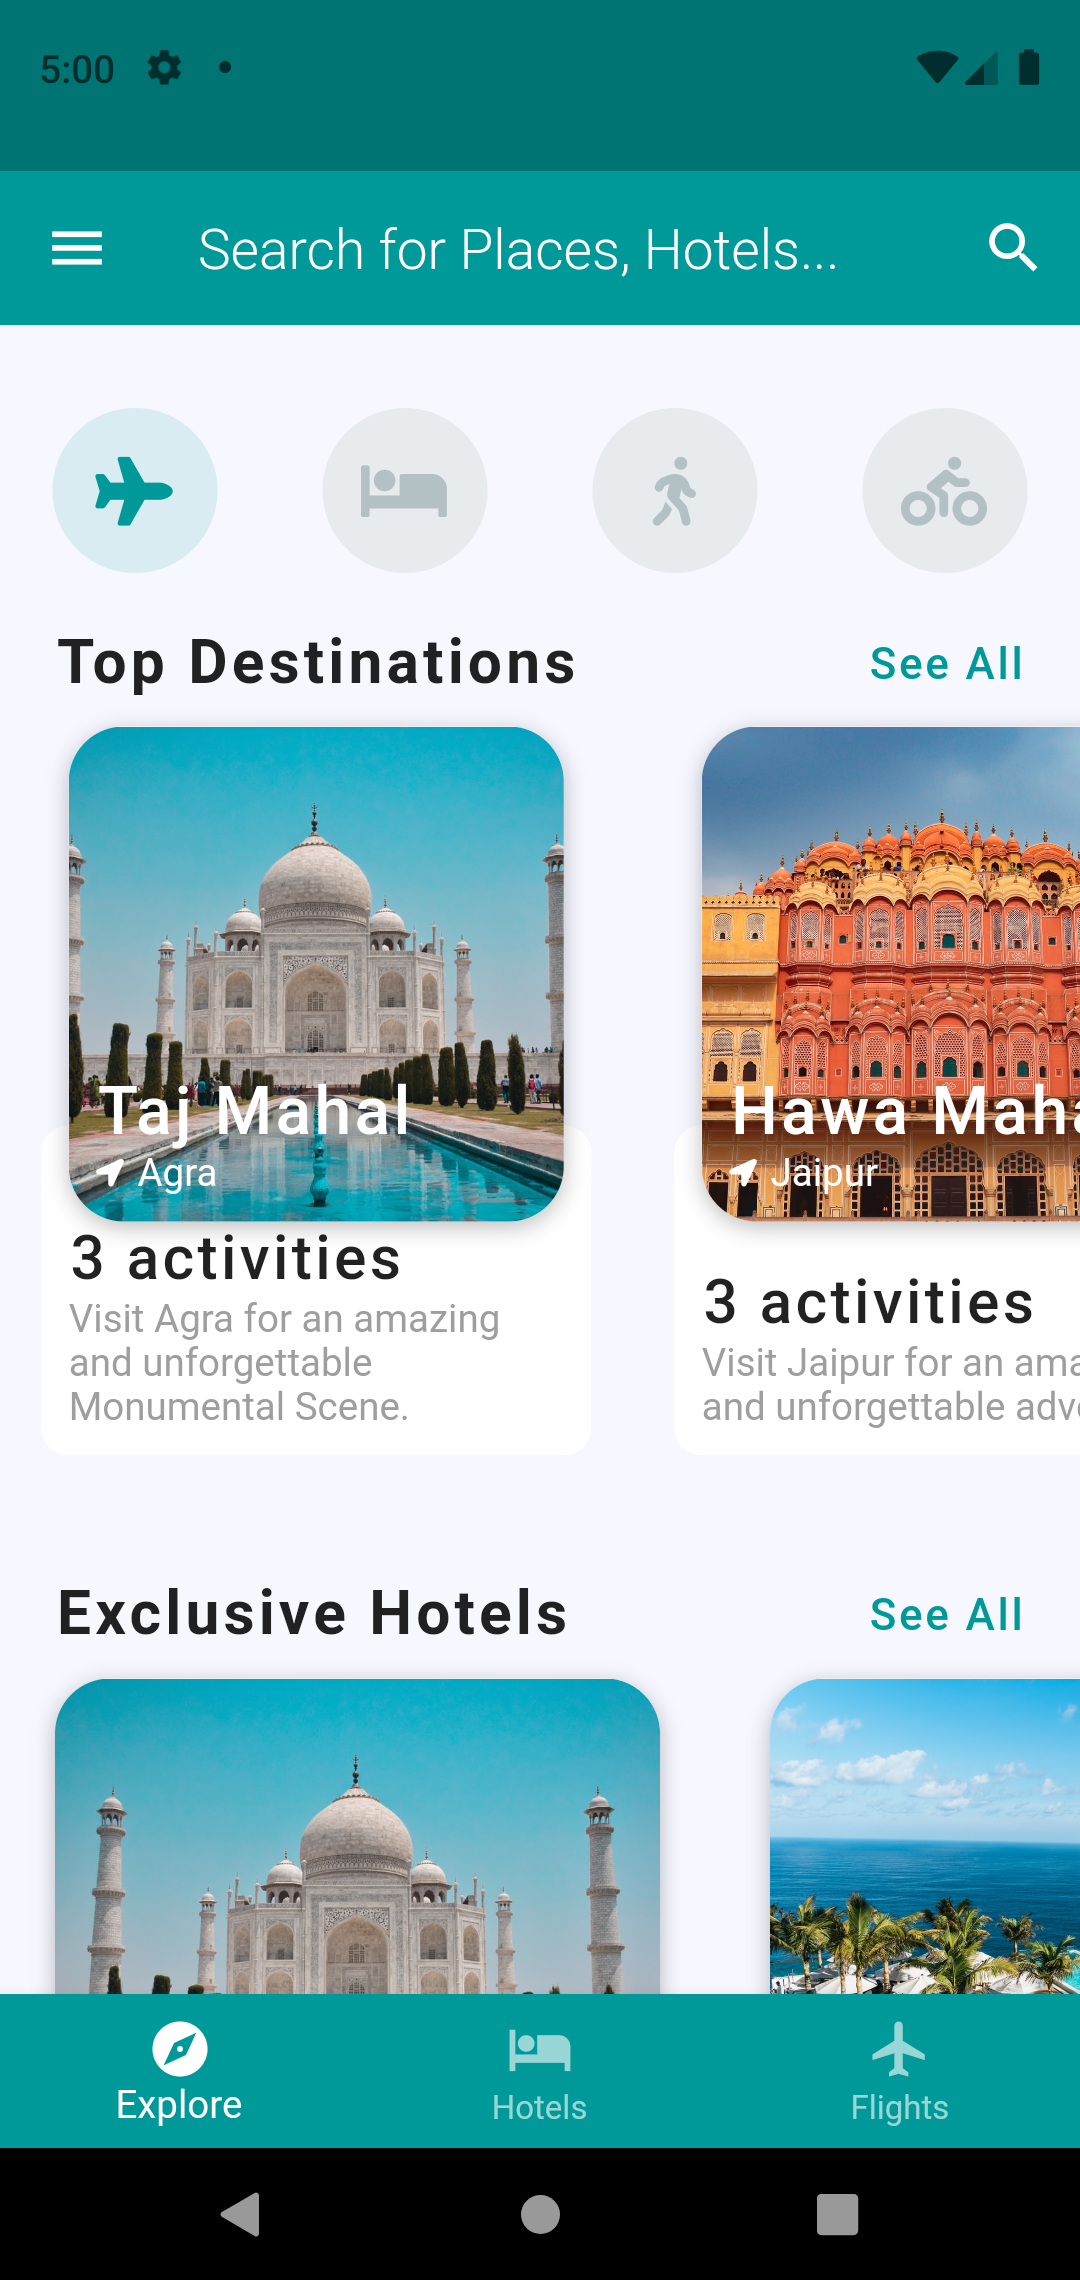 5:00
Search for Places, Hotels...
Top Destinations
See All
Taj Mahal
Agra
3 activities
Visit Agra for an amazing
and unforgettable
Monumental Scene.
Hawa Maha
Jaipur
3 activities
Visit Jaipur for an ama
and unforgettable adv
Exclusive Hotels
See All
Explore
Hotels
Flights